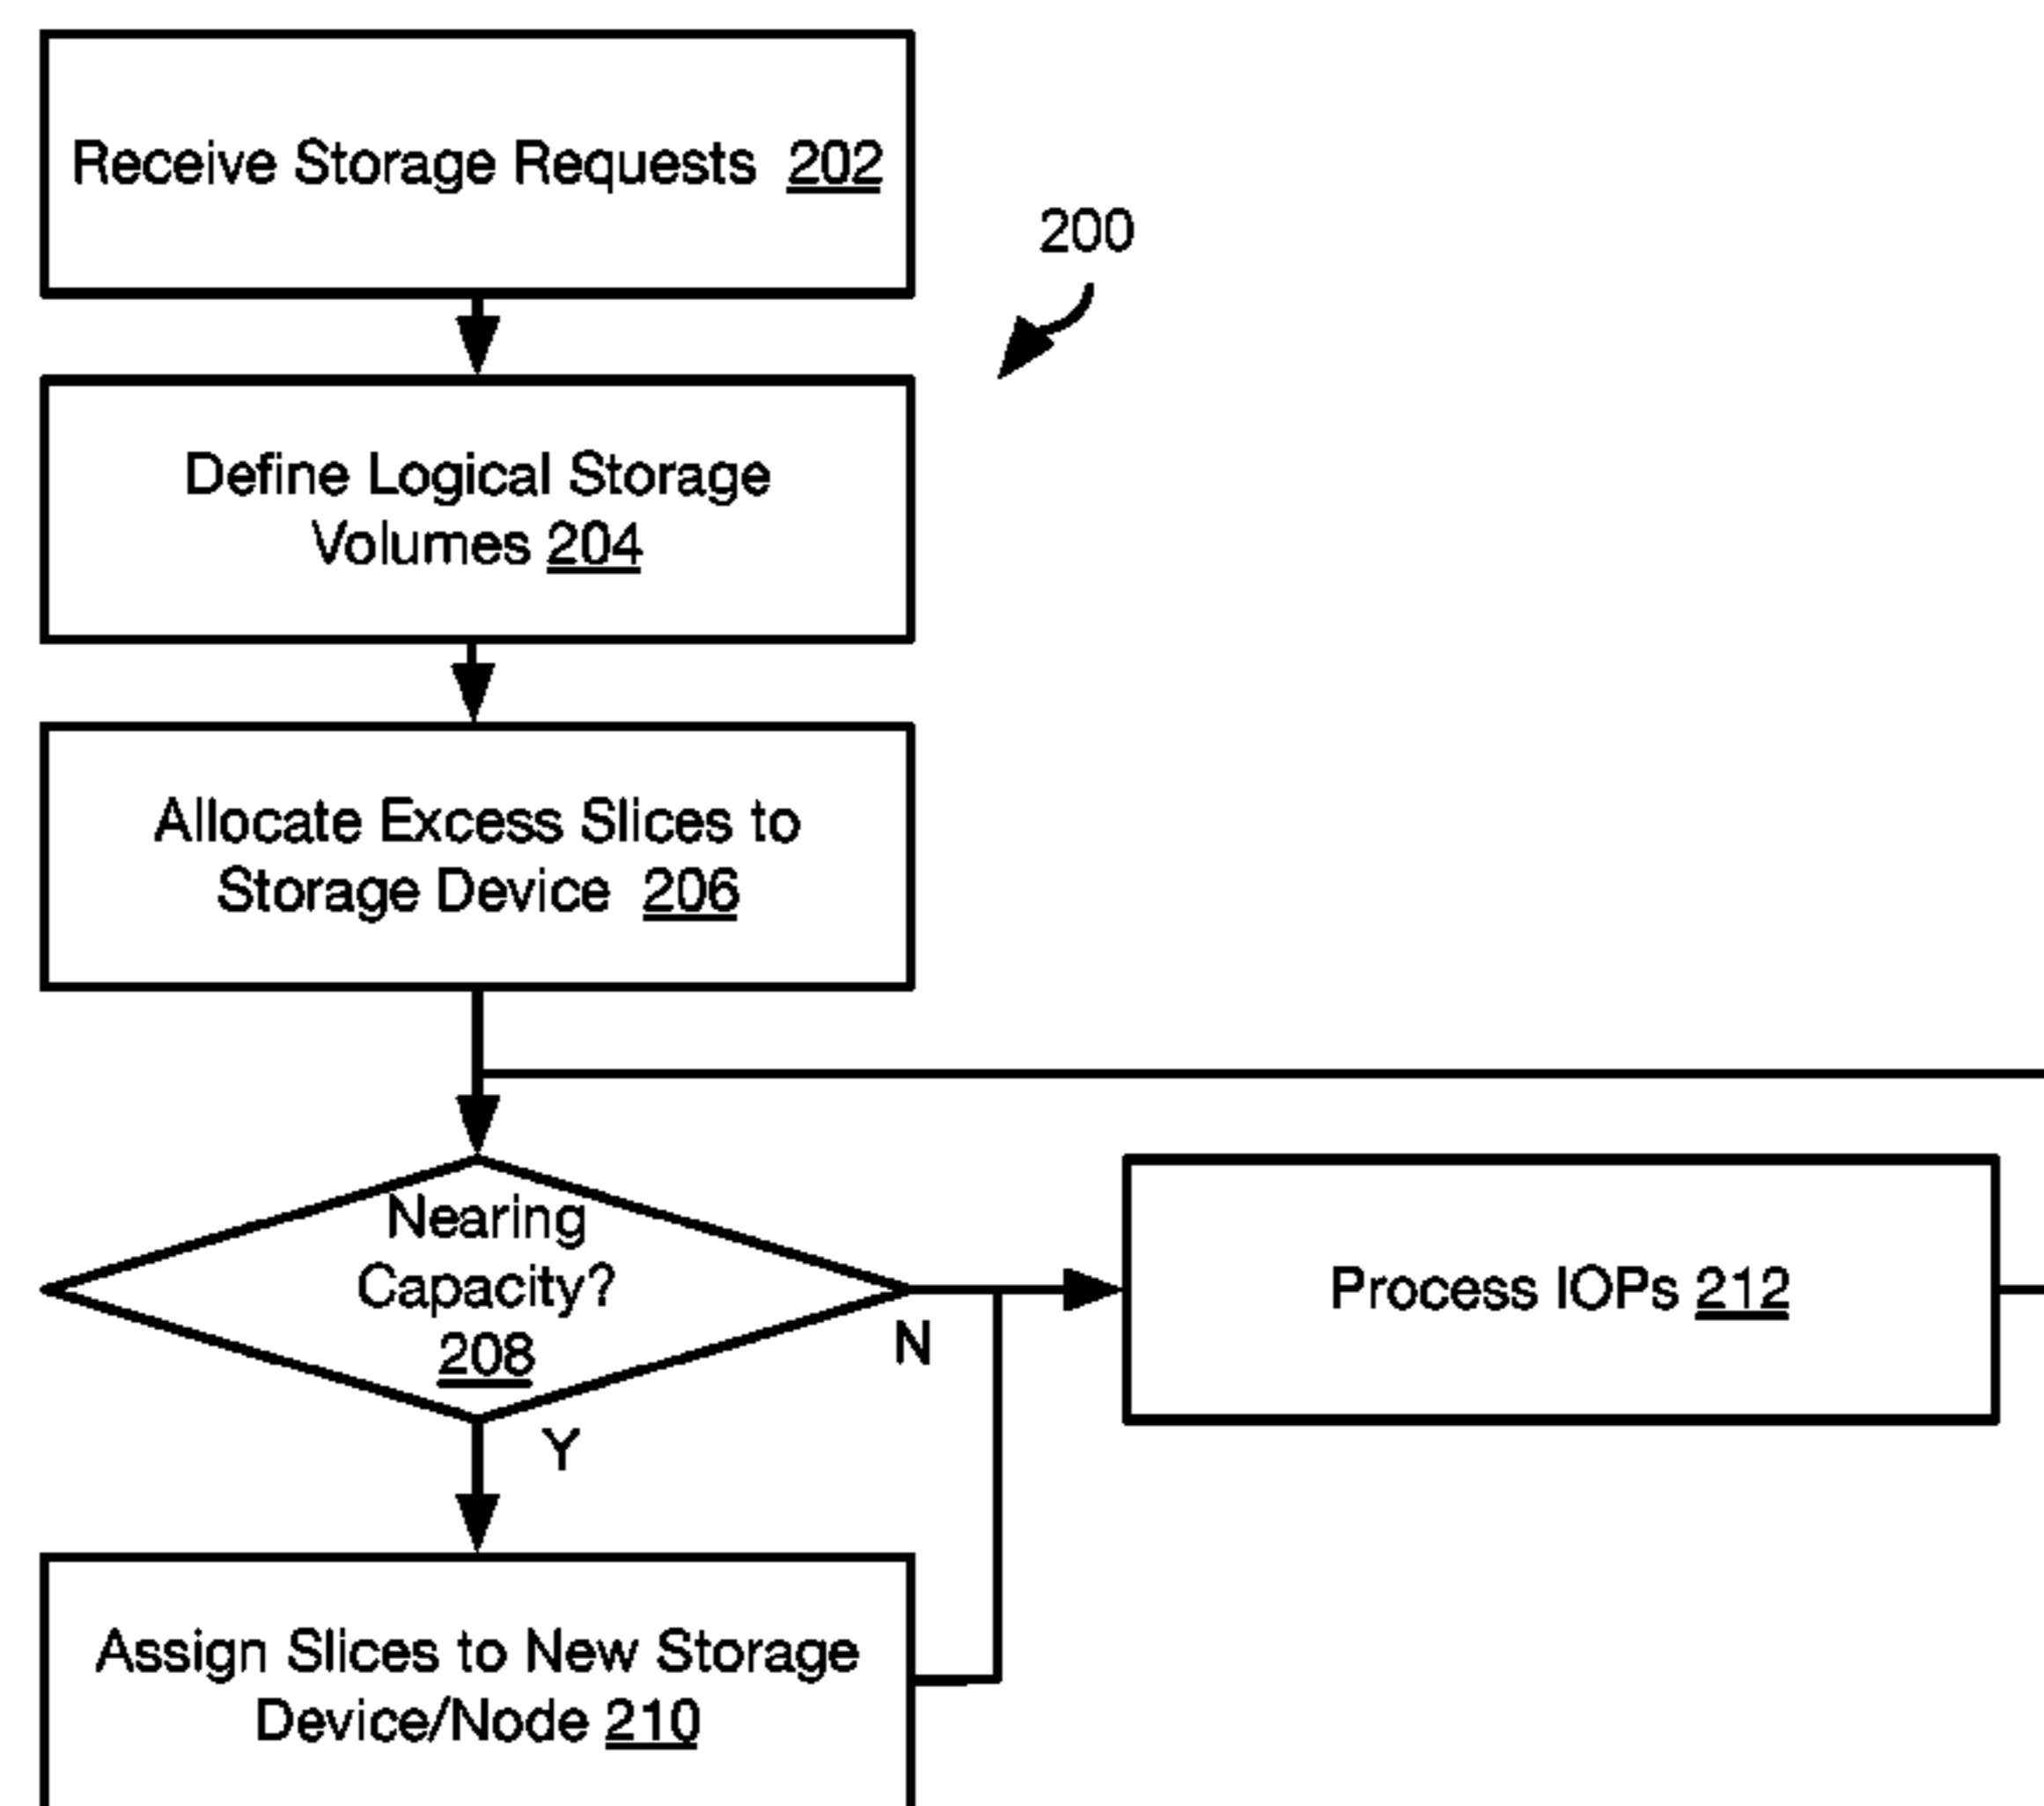 Receive Storage Requests 202
200
Define Logical Storage
Volumes 204
Allocate Excess Slices to
Storage Device 206
Nearing
Capacity?
208
N
Y
Process IOPs 212
Assign Slices to New Storage
Device/Node 210